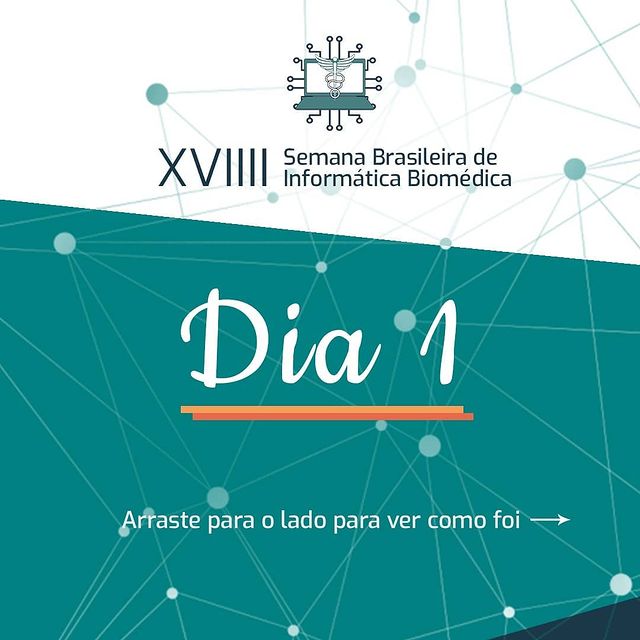 XVIIII
Semana Brasileira de
Informática Biomédica
Dia 1
Arraste para o lado para ver como foi